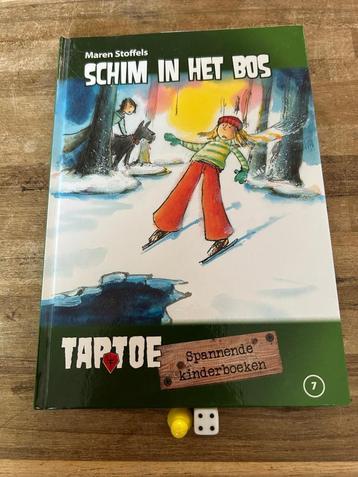 Maren Stoffels
SCHIM IN HET BOS
TAPTOE
Spannende
kinderboeken
7